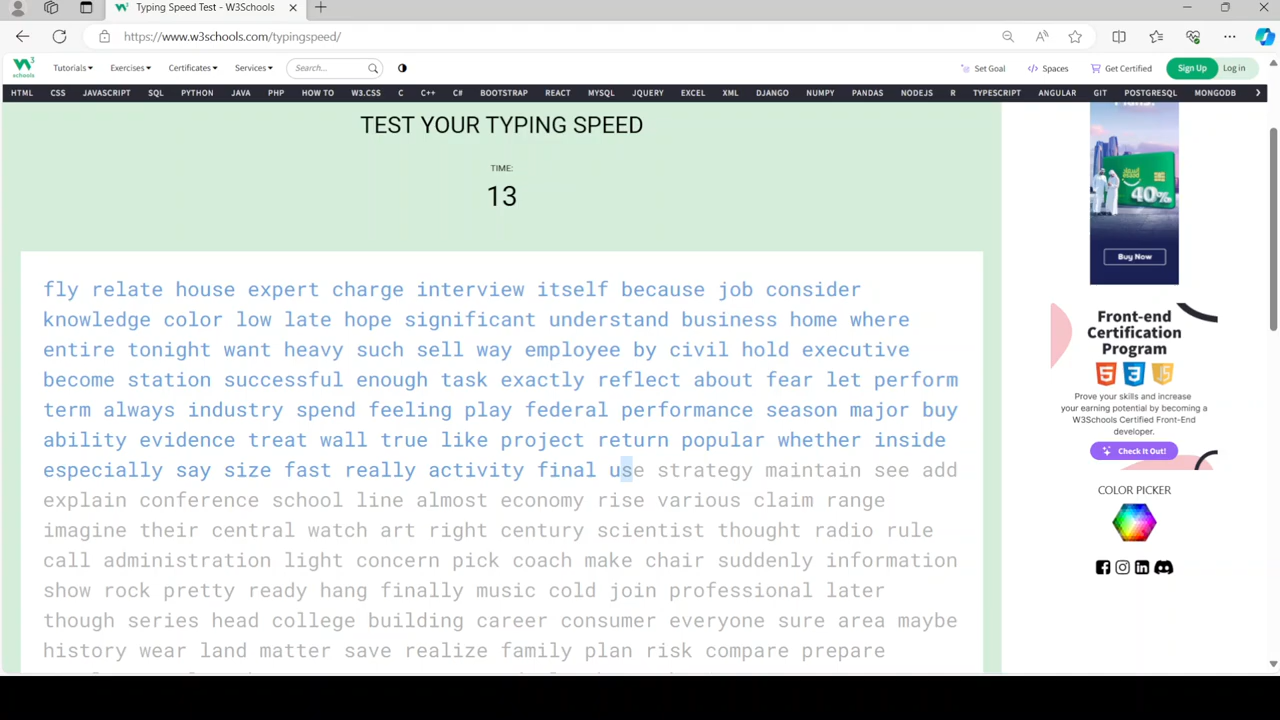 Typing Speed Test - W3Schools
https://www.w3schools.com/typingspeed/
W3 schools
Tutorials Exercises Certificates Services Search... Set Goal Spaces Get Certified Sign Up Log in
HTML CSS JAVASCRIPT SQL PYTHON JAVA PHP HOW TO W3.CSS C C++ C# BOOTSTRAP REACT MYSQL JQUERY EXCEL XML DJANGO NUMPY PANDAS NODEJS R TYPESCRIPT ANGULAR GIT POSTGRESQL MONGODB
TEST YOUR TYPING SPEED
TIME:
13
fly relate house expert charge interview itself because job consider
knowledge color low late hope significant understand business home where
entire tonight want heavy such sell way employee by civil hold executive
become station successful enough task exactly reflect about fear let perform
term always industry spend feeling play federal performance season major buy
ability evidence treat wall true like project return popular whether inside
especially say size fast really activity final use strategy maintain see add
explain conference school line almost economy rise various claim range
imagine their central watch art right century scientist thought radio rule
call administration light concern pick coach make chair suddenly information
show rock pretty ready hang finally music cold join professional later
though series head college building career consumer everyone sure area maybe
history wear land matter save realize family plan risk compare prepare
40%
Buy Now
Front-end
Certification
Program
5 3 JS
Prove your skills and increase
your earning potential by becoming a
W3Schools Certified Front-End
developer.
Check It Out!
COLOR PICKER